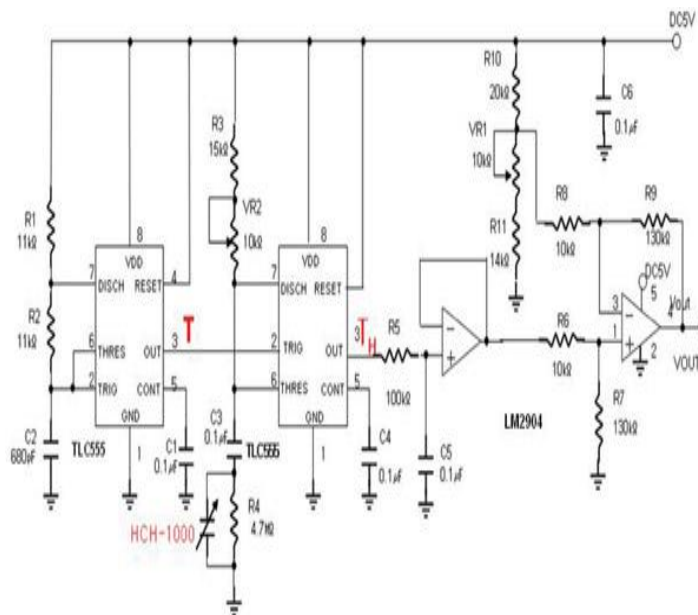 DC5V
R10
20kΩ
C6
0.1μF
R3
15kΩ
VR1
10kΩ
VR2
10kΩ
R11
14kΩ
R8
10kΩ
R9
130kΩ
R1
11kΩ
8
VDD
7
DISCH
RESET
4
8
VDD
7
DISCH
RESET
DC5V
5
Vout
4
VOUT
R2
11kΩ
T
6
THRES
OUT
3
2
TRIG
OUT
3
T
H
R5
100kΩ
−
+
R6
10kΩ
3
−
1
+
2
2
TRIG
CONT
5
6
THRES
CONT
5
LM2904
R7
130kΩ
GND
1
GND
1
C2
680pF
TLC555
C1
0.1μF
C3
0.1μF
TLC555
C4
0.1μF
C5
0.1μF
HCH-1000
R4
4.7MΩ